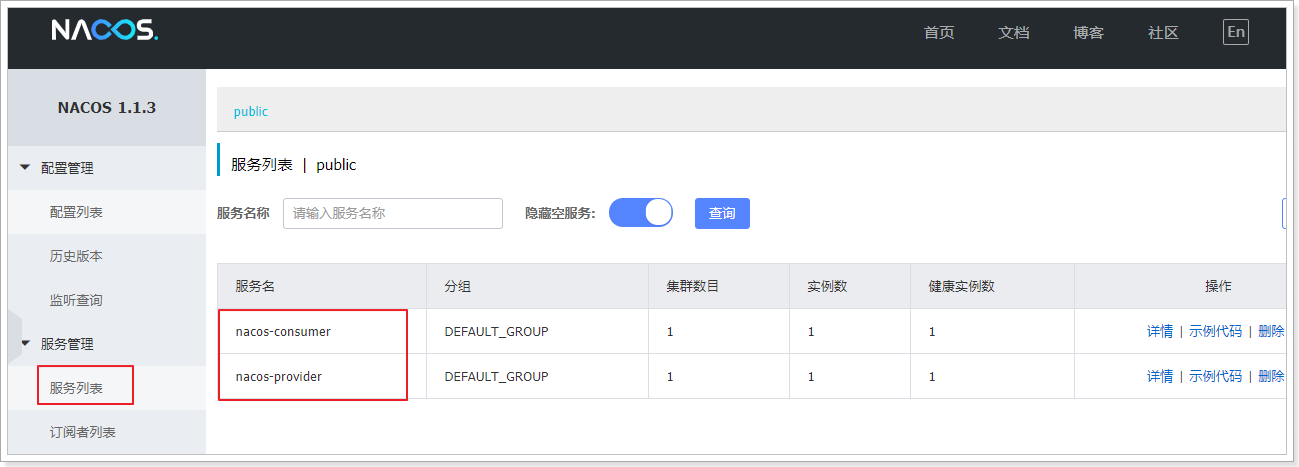 NACOS.
首页 文档 博客 社区 En
NACOS 1.1.3
配置管理
配置列表
历史版本
监听查询
服务管理
服务列表
订阅者列表
public
服务列表 | public
服务名称 请输入服务名称 隐藏空服务: 查询
服务名 分组 集群数目 实例数 健康实例数 操作
nacos-consumer DEFAULT_GROUP 1 1 1 详情 | 示例代码 | 删除
nacos-provider DEFAULT_GROUP 1 1 1 详情 | 示例代码 | 删除